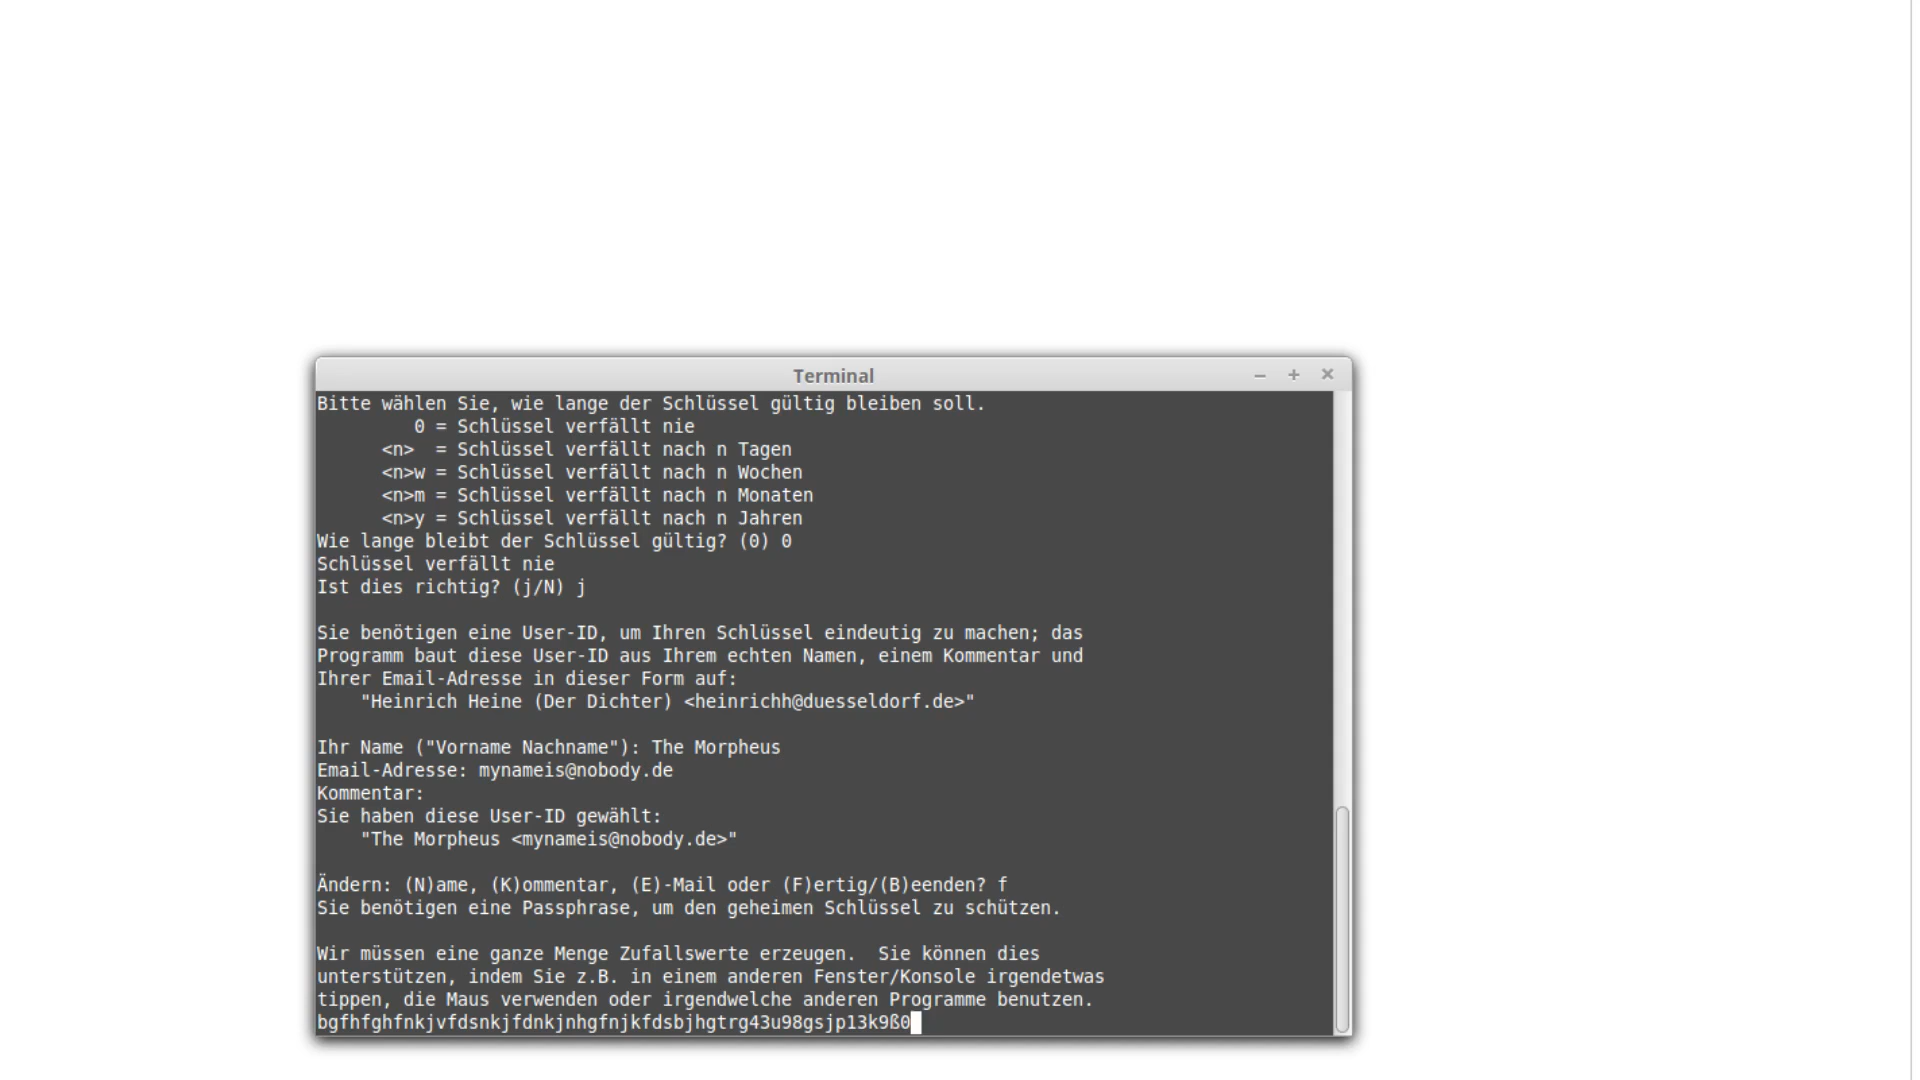 Terminal
Bitte wählen Sie, wie lange der Schlüssel gültig bleiben soll.
0 = Schlüssel verfällt nie
<n>  = Schlüssel verfällt nach n Tagen
<n>w = Schlüssel verfällt nach n Wochen
<n>m = Schlüssel verfällt nach n Monaten
<n>y = Schlüssel verfällt nach n Jahren
Wie lange bleibt der Schlüssel gültig? (0) 0
Schlüssel verfällt nie
Ist dies richtig? (j/N) j
Sie benötigen eine User-ID, um Ihren Schlüssel eindeutig zu machen; das
Programm baut diese User-ID aus Ihrem echten Namen, einem Kommentar und
Ihrer Email-Adresse in dieser Form auf:
"Heinrich Heine (Der Dichter) <heinrichh@duesseldorf.de>"
Ihr Name ("Vorname Nachname"): The Morpheus
Email-Adresse: mynameis@nobody.de
Kommentar:
Sie haben diese User-ID gewählt:
"The Morpheus <mynameis@nobody.de>"
Ändern: (N)ame, (K)ommentar, (E)-Mail oder (F)ertig/(B)eenden? f
Sie benötigen eine Passphrase, um den geheimen Schlüssel zu schützen.
Wir müssen eine ganze Menge Zufallswerte erzeugen.  Sie können dies
unterstützen, indem Sie z.B. in einem anderen Fenster/Konsole irgendetwas
tippen, die Maus verwenden oder irgendwelche anderen Programme benutzen.
bgfhfghfnkjvfdsnkjfdnkjnhgfnjkfdsbjhgtrg43u98gsjp13k9ß0